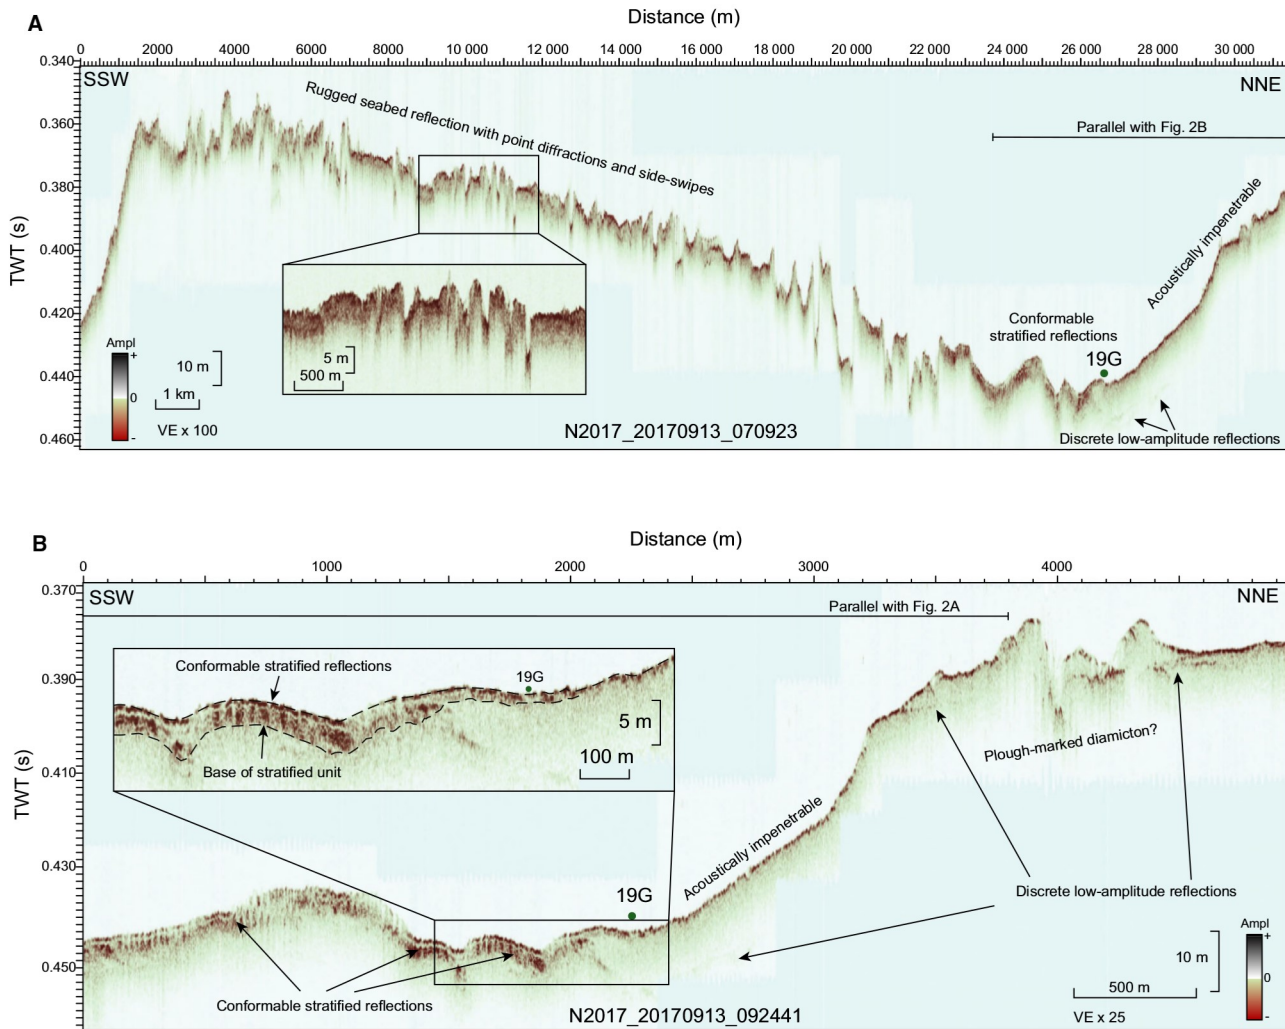 A
Distance (m)
0 2000 4000 6000 8000 10 000 12 000 14 000 16 000 18 000 20 000 22 000 24 000 26 000 28 000 30 000
0.340
SSW
NNE
Rugged seabed reflection with point diffractions and side-swipes
Parallel with Fig. 2B
0.360
0.380
0.400
0.420
0.440
0.460
TWT (s)
Acoustically impenetrable
Conformable
stratified reflections
19G
5 m
500 m
Ampl
+
0
-
10 m
1 km
VE x 100
N2017_20170913_070923
Discrete low-amplitude reflections
B
Distance (m)
0 1000 2000 3000 4000
0.370
SSW
NNE
Parallel with Fig. 2A
0.390
0.410
0.430
0.450
TWT (s)
Conformable stratified reflections
19G
5 m
100 m
Base of stratified unit
Plough-marked diamicton?
Acoustically impenetrable
19G
Discrete low-amplitude reflections
Conformable stratified reflections
N2017_20170913_092441
10 m
500 m
VE x 25
Ampl
+
0
-